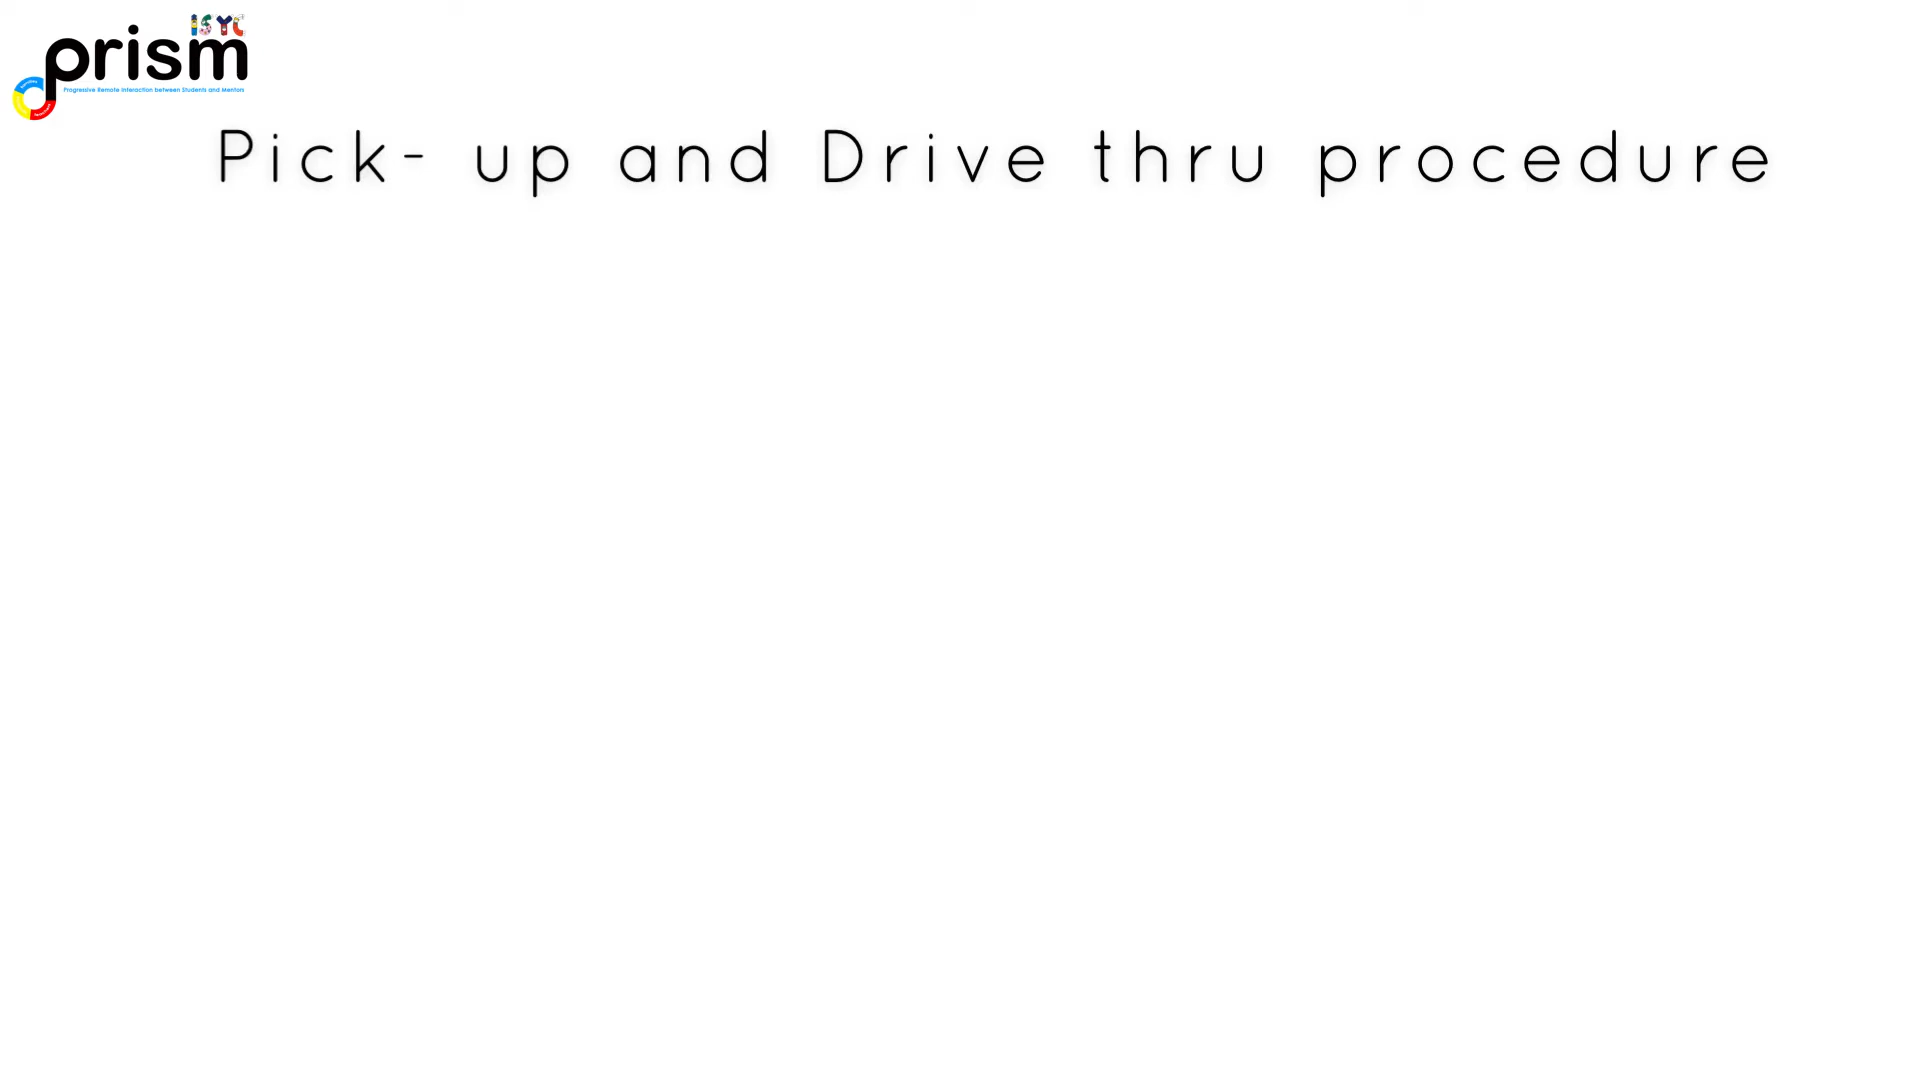 ISYC
prism
Progressive Remote Interaction between Students and Mentors
Pick- up and Drive thru procedure